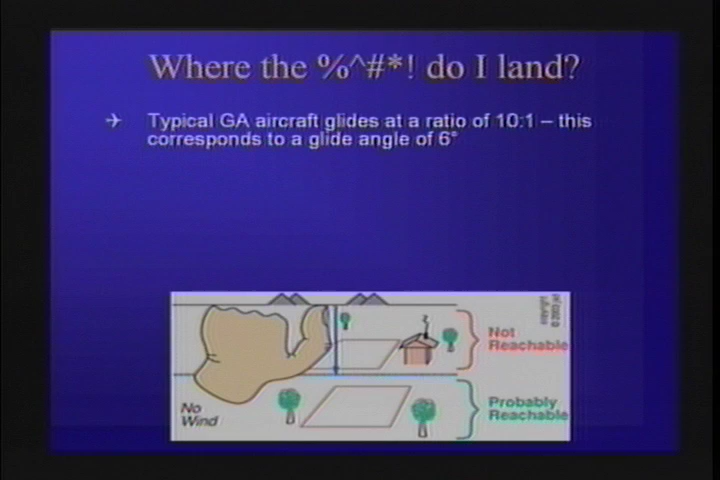 Where the %^#*! do I land?
Typical GA aircraft glides at a ratio of 10:1 – this
corresponds to a glide angle of 6°
© 2003
Not
Reachable
Probably
Reachable
No
Wind